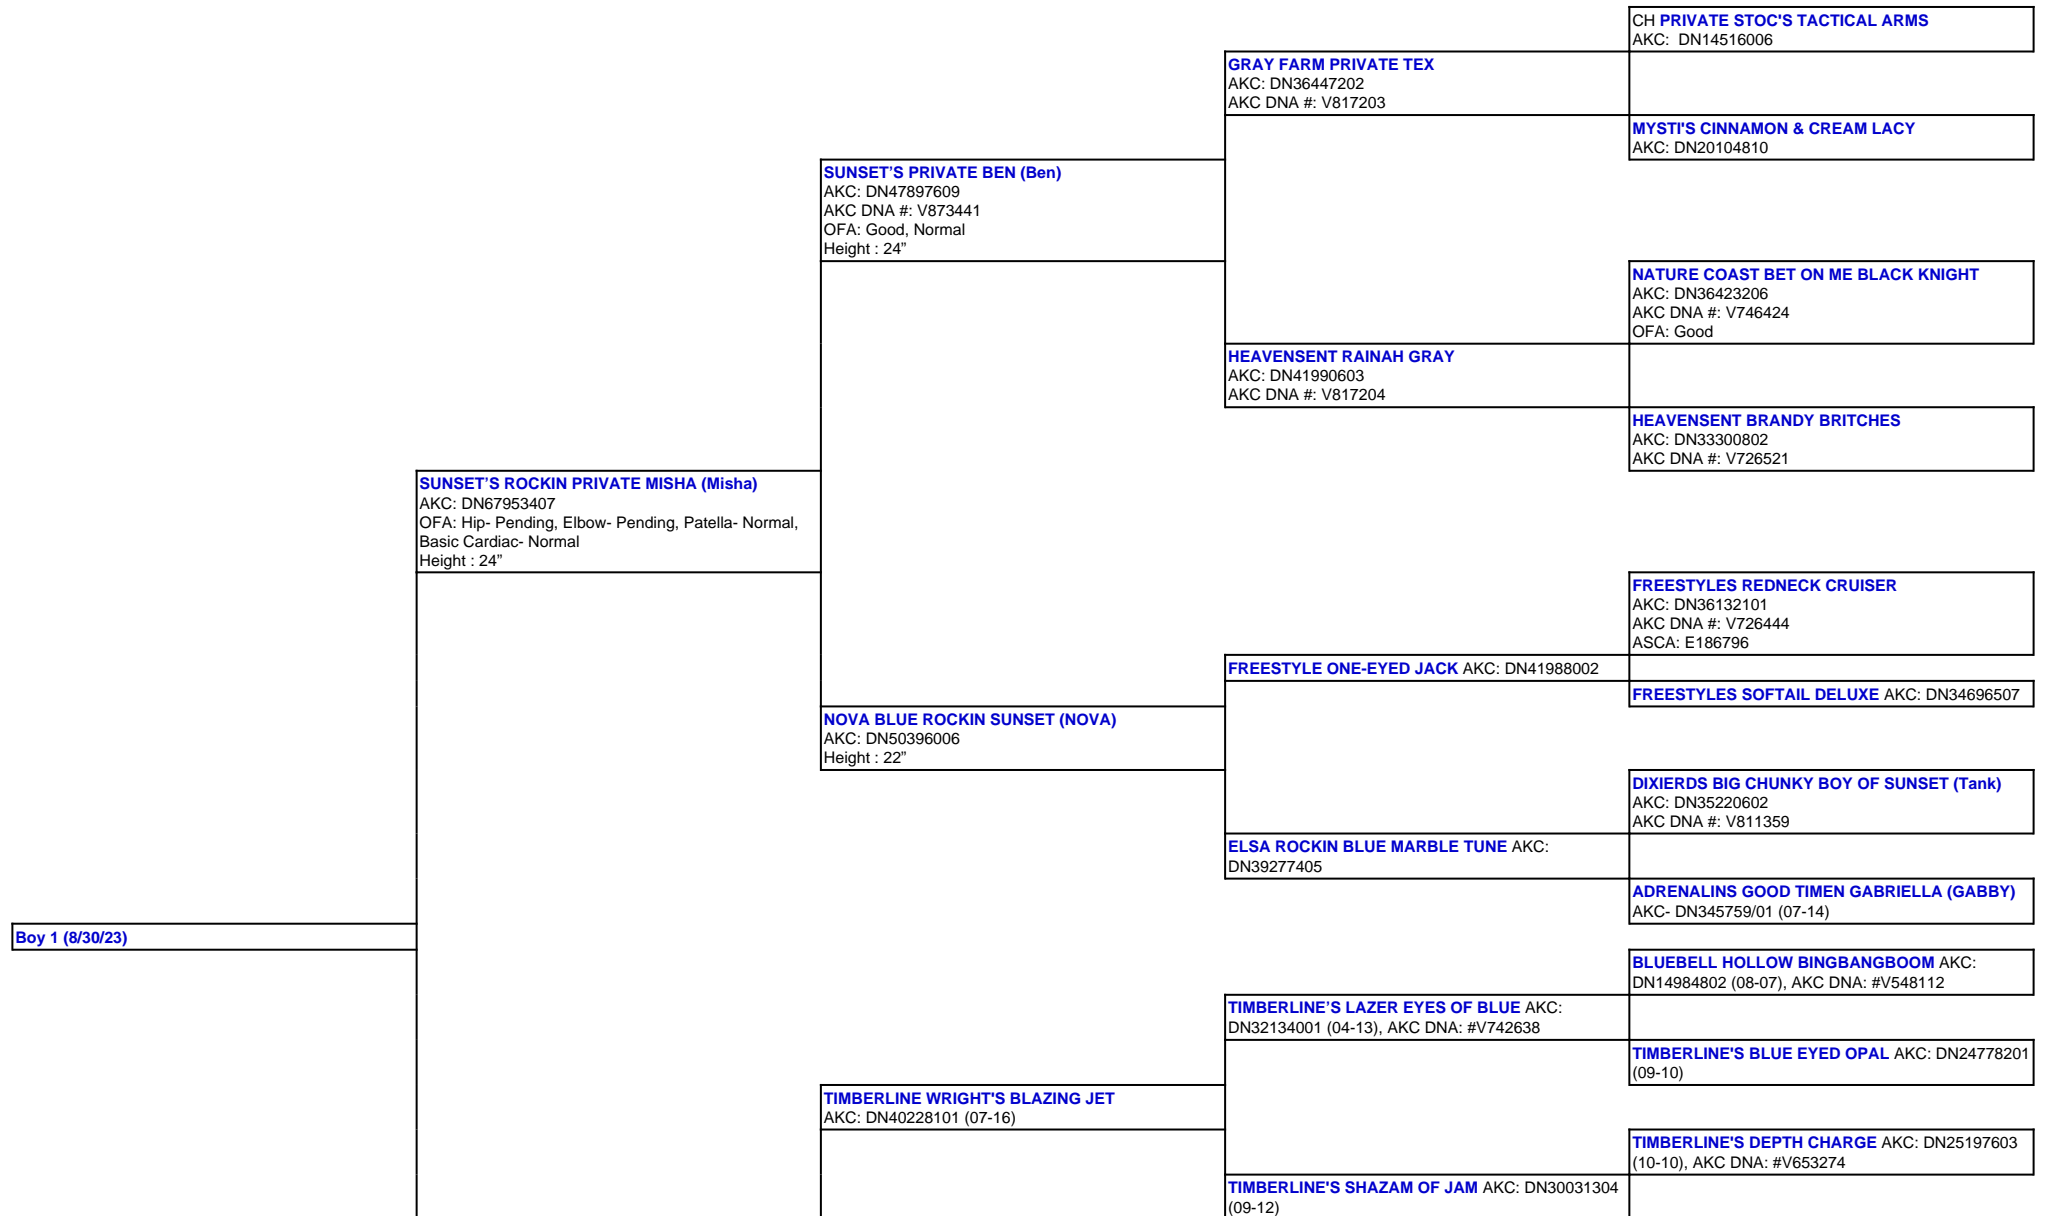 CH PRIVATE STOC'S TACTICAL ARMS
AKC:  DN14516006
GRAY FARM PRIVATE TEX
AKC: DN36447202
AKC DNA #: V817203
MYSTI'S CINNAMON & CREAM LACY
AKC: DN20104810
SUNSET’S PRIVATE BEN (Ben)
AKC: DN47897609
AKC DNA #: V873441
OFA: Good, Normal
Height : 24”
NATURE COAST BET ON ME BLACK KNIGHT
AKC: DN36423206
AKC DNA #: V746424
OFA: Good
HEAVENSENT RAINAH GRAY
AKC: DN41990603
AKC DNA #: V817204
HEAVENSENT BRANDY BRITCHES
AKC: DN33300802
AKC DNA #: V726521
SUNSET’S ROCKIN PRIVATE MISHA (Misha)
AKC: DN67953407
OFA: Hip- Pending, Elbow- Pending, Patella- Normal,
Basic Cardiac- Normal
Height : 24”
FREESTYLES REDNECK CRUISER
AKC: DN36132101
AKC DNA #: V726444
ASCA: E186796
FREESTYLE ONE-EYED JACK AKC: DN41988002
FREESTYLES SOFTAIL DELUXE AKC: DN34696507
NOVA BLUE ROCKIN SUNSET (NOVA)
AKC: DN50396006
Height : 22”
DIXIERDS BIG CHUNKY BOY OF SUNSET (Tank)
AKC: DN35220602
AKC DNA #: V811359
ELSA ROCKIN BLUE MARBLE TUNE AKC:
DN39277405
ADRENALINS GOOD TIMEN GABRIELLA (GABBY)
AKC- DN345759/01 (07-14)
Boy 1 (8/30/23)
BLUEBELL HOLLOW BINGBANGBOOM AKC:
DN14984802 (08-07), AKC DNA: #V548112
TIMBERLINE’S LAZER EYES OF BLUE AKC:
DN32134001 (04-13), AKC DNA: #V742638
TIMBERLINE'S BLUE EYED OPAL AKC: DN24778201
(09-10)
TIMBERLINE WRIGHT'S BLAZING JET
AKC: DN40228101 (07-16)
TIMBERLINE'S DEPTH CHARGE AKC: DN25197603
(10-10), AKC DNA: #V653274
TIMBERLINE'S SHAZAM OF JAM AKC: DN30031304
(09-12)